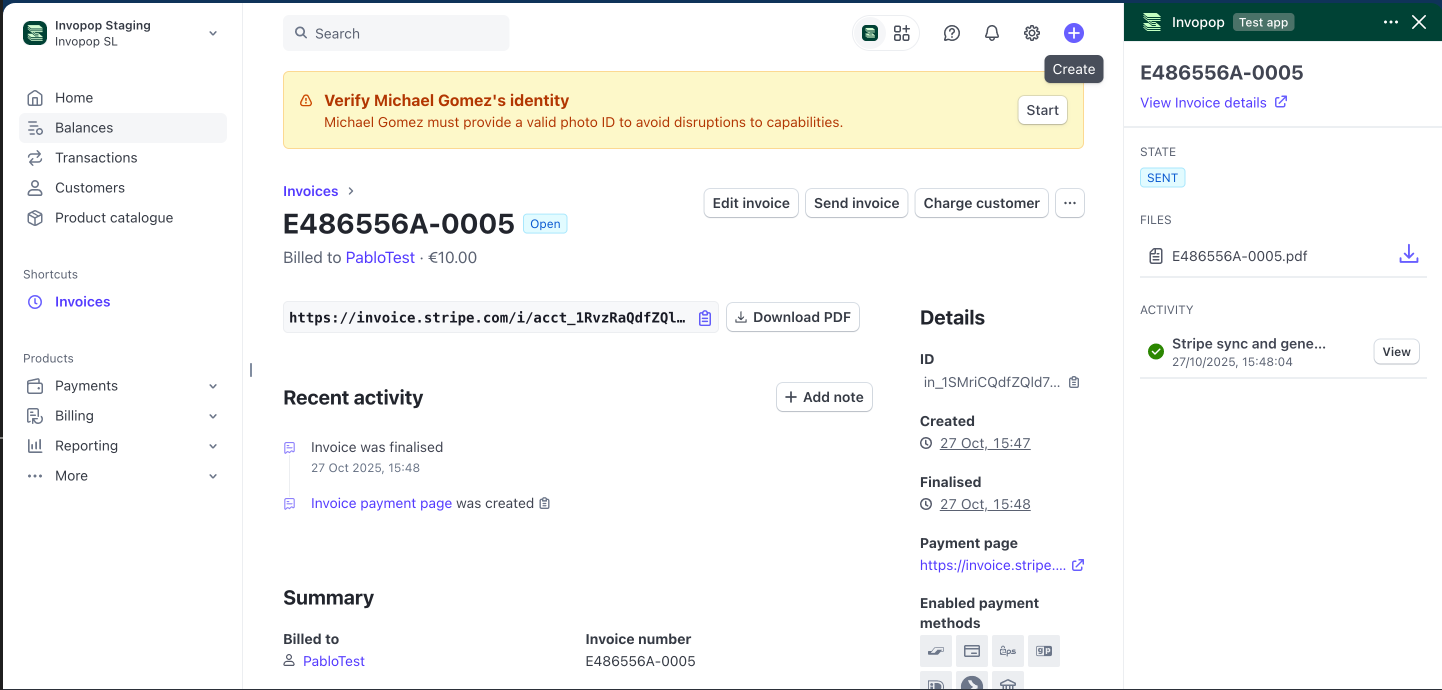 Invopop Staging
Invopop SL
Home
Balances
Transactions
Customers
Product catalogue
Shortcuts
Invoices
Products
Payments
Billing
Reporting
More
Search
Create
Verify Michael Gomez's identity
Michael Gomez must provide a valid photo ID to avoid disruptions to capabilities.
Start
Invoices
E486556A-0005 Open
Billed to PabloTest · €10.00
Edit invoice
Send invoice
Charge customer
https://invoice.stripe.com/i/acct_1RvzRaQdfZQl…
Download PDF
Recent activity
Add note
Invoice was finalised
27 Oct 2025, 15:48
Invoice payment page was created
Summary
Billed to
PabloTest
Invoice number
E486556A-0005
Details
ID
in_1SMriCQdfZQld7...
Created
27 Oct, 15:47
Finalised
27 Oct, 15:48
Payment page
https://invoice.stripe....
Enabled payment
methods
Invopop Test app
E486556A-0005
View Invoice details
STATE
SENT
FILES
E486556A-0005.pdf
ACTIVITY
Stripe sync and gene...
27/10/2025, 15:48:04
View